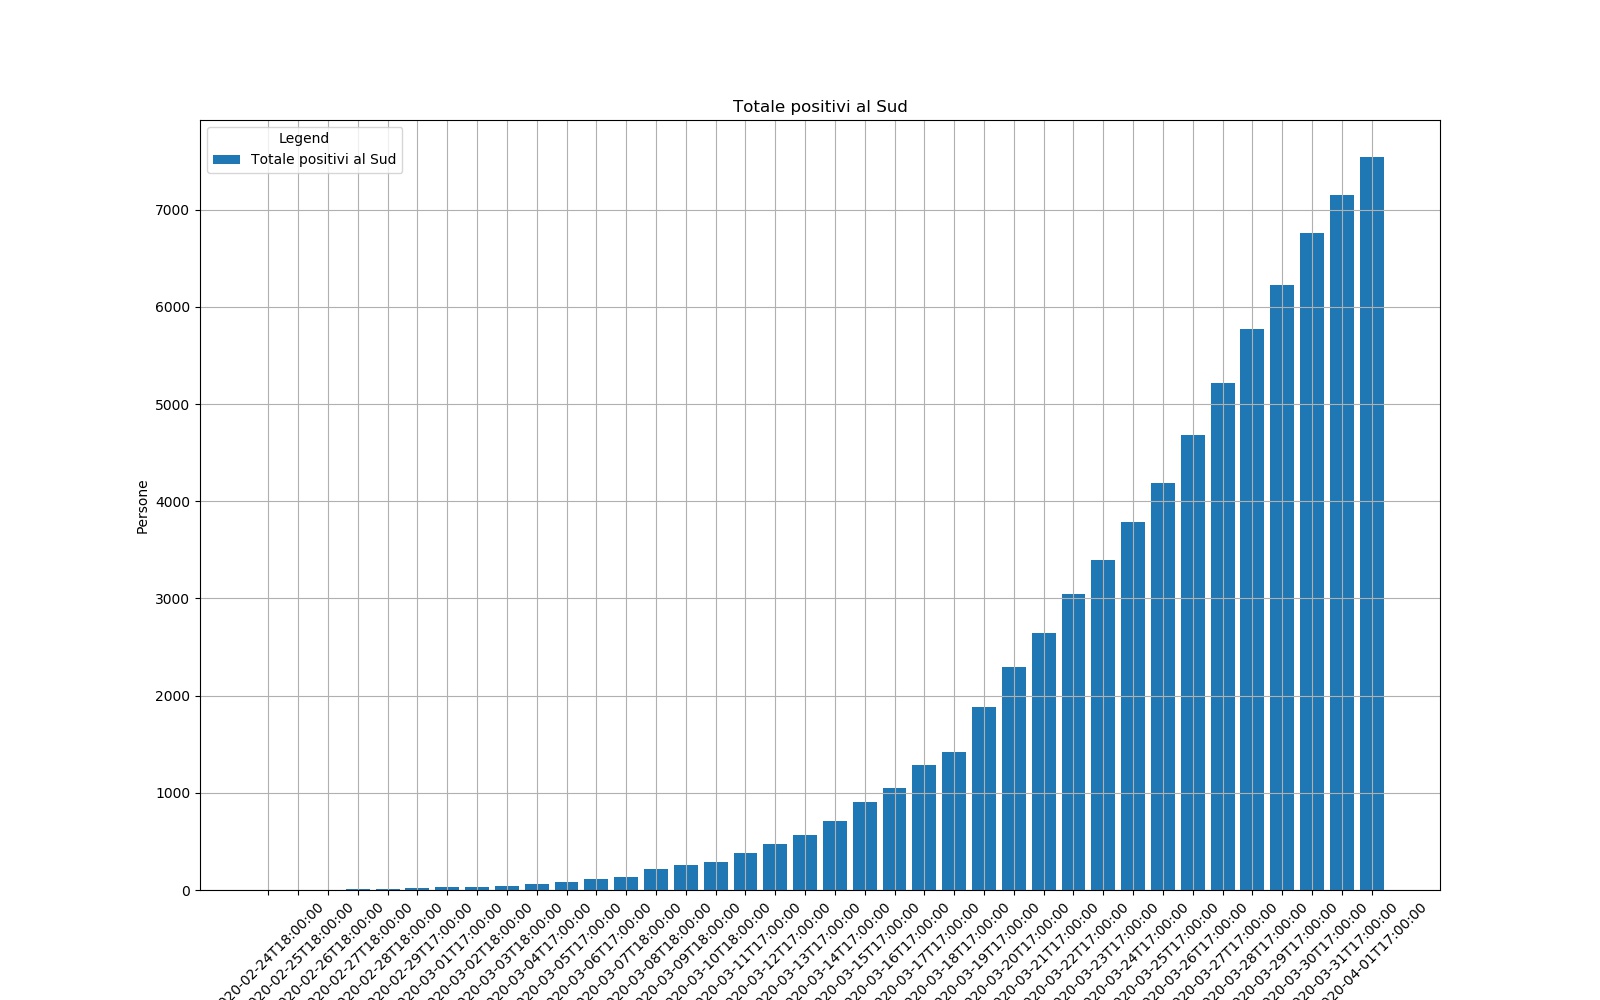 Totale positivi al Sud
Legend
Totale positivi al Sud
7000
6000
5000
4000
3000
2000
1000
0
Persone
020-02-24T18:00:00
020-02-25T18:00:00
020-02-26T18:00:00
020-02-27T18:00:00
020-02-28T18:00:00
020-02-29T17:00:00
020-03-01T17:00:00
020-03-02T18:00:00
020-03-03T18:00:00
020-03-04T17:00:00
020-03-05T17:00:00
020-03-06T17:00:00
020-03-07T18:00:00
020-03-08T18:00:00
020-03-09T18:00:00
020-03-10T18:00:00
020-03-11T17:00:00
020-03-12T17:00:00
020-03-13T17:00:00
020-03-14T17:00:00
020-03-15T17:00:00
020-03-16T17:00:00
020-03-17T17:00:00
020-03-18T17:00:00
020-03-19T17:00:00
020-03-20T17:00:00
020-03-21T17:00:00
020-03-22T17:00:00
020-03-23T17:00:00
020-03-24T17:00:00
020-03-25T17:00:00
020-03-26T17:00:00
020-03-27T17:00:00
020-03-28T17:00:00
020-03-29T17:00:00
020-03-30T17:00:00
020-03-31T17:00:00
020-04-01T17:00:00